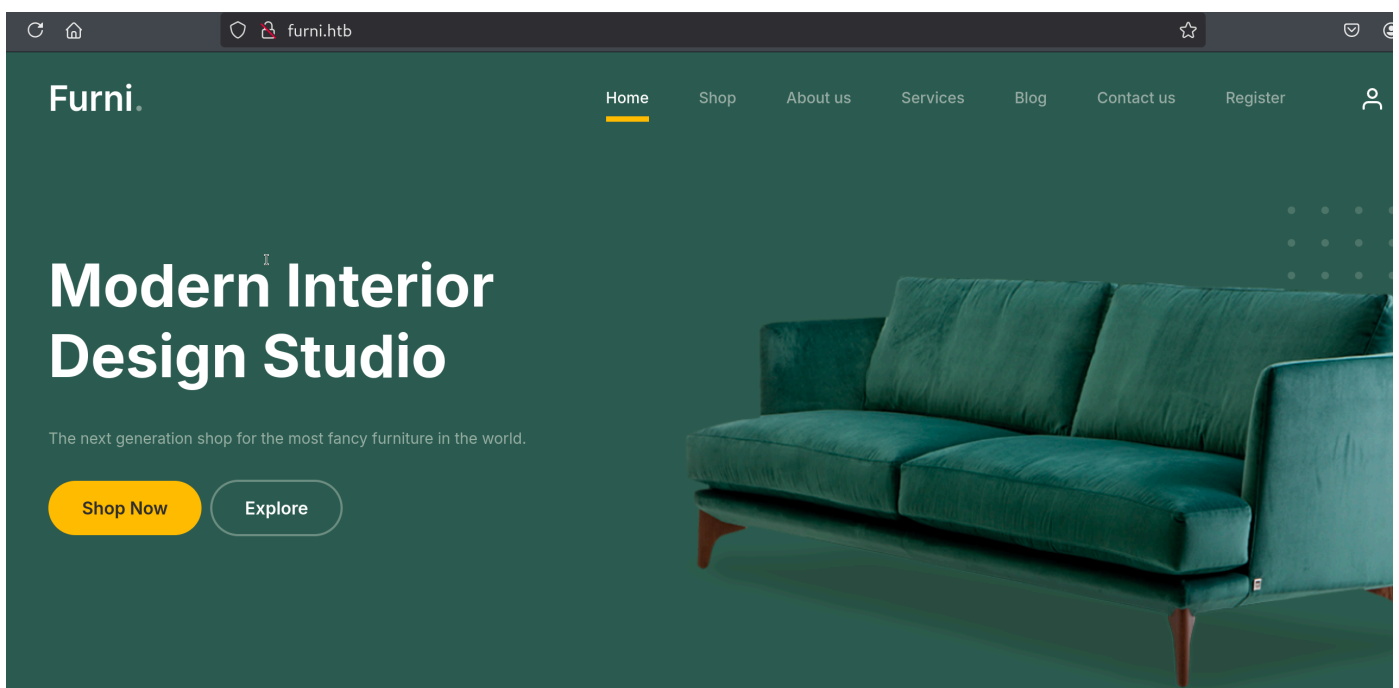 furni.htb
Furni.
Home Shop About us Services Blog Contact us Register
Modern Interior
Design Studio
The next generation shop for the most fancy furniture in the world.
Shop Now Explore